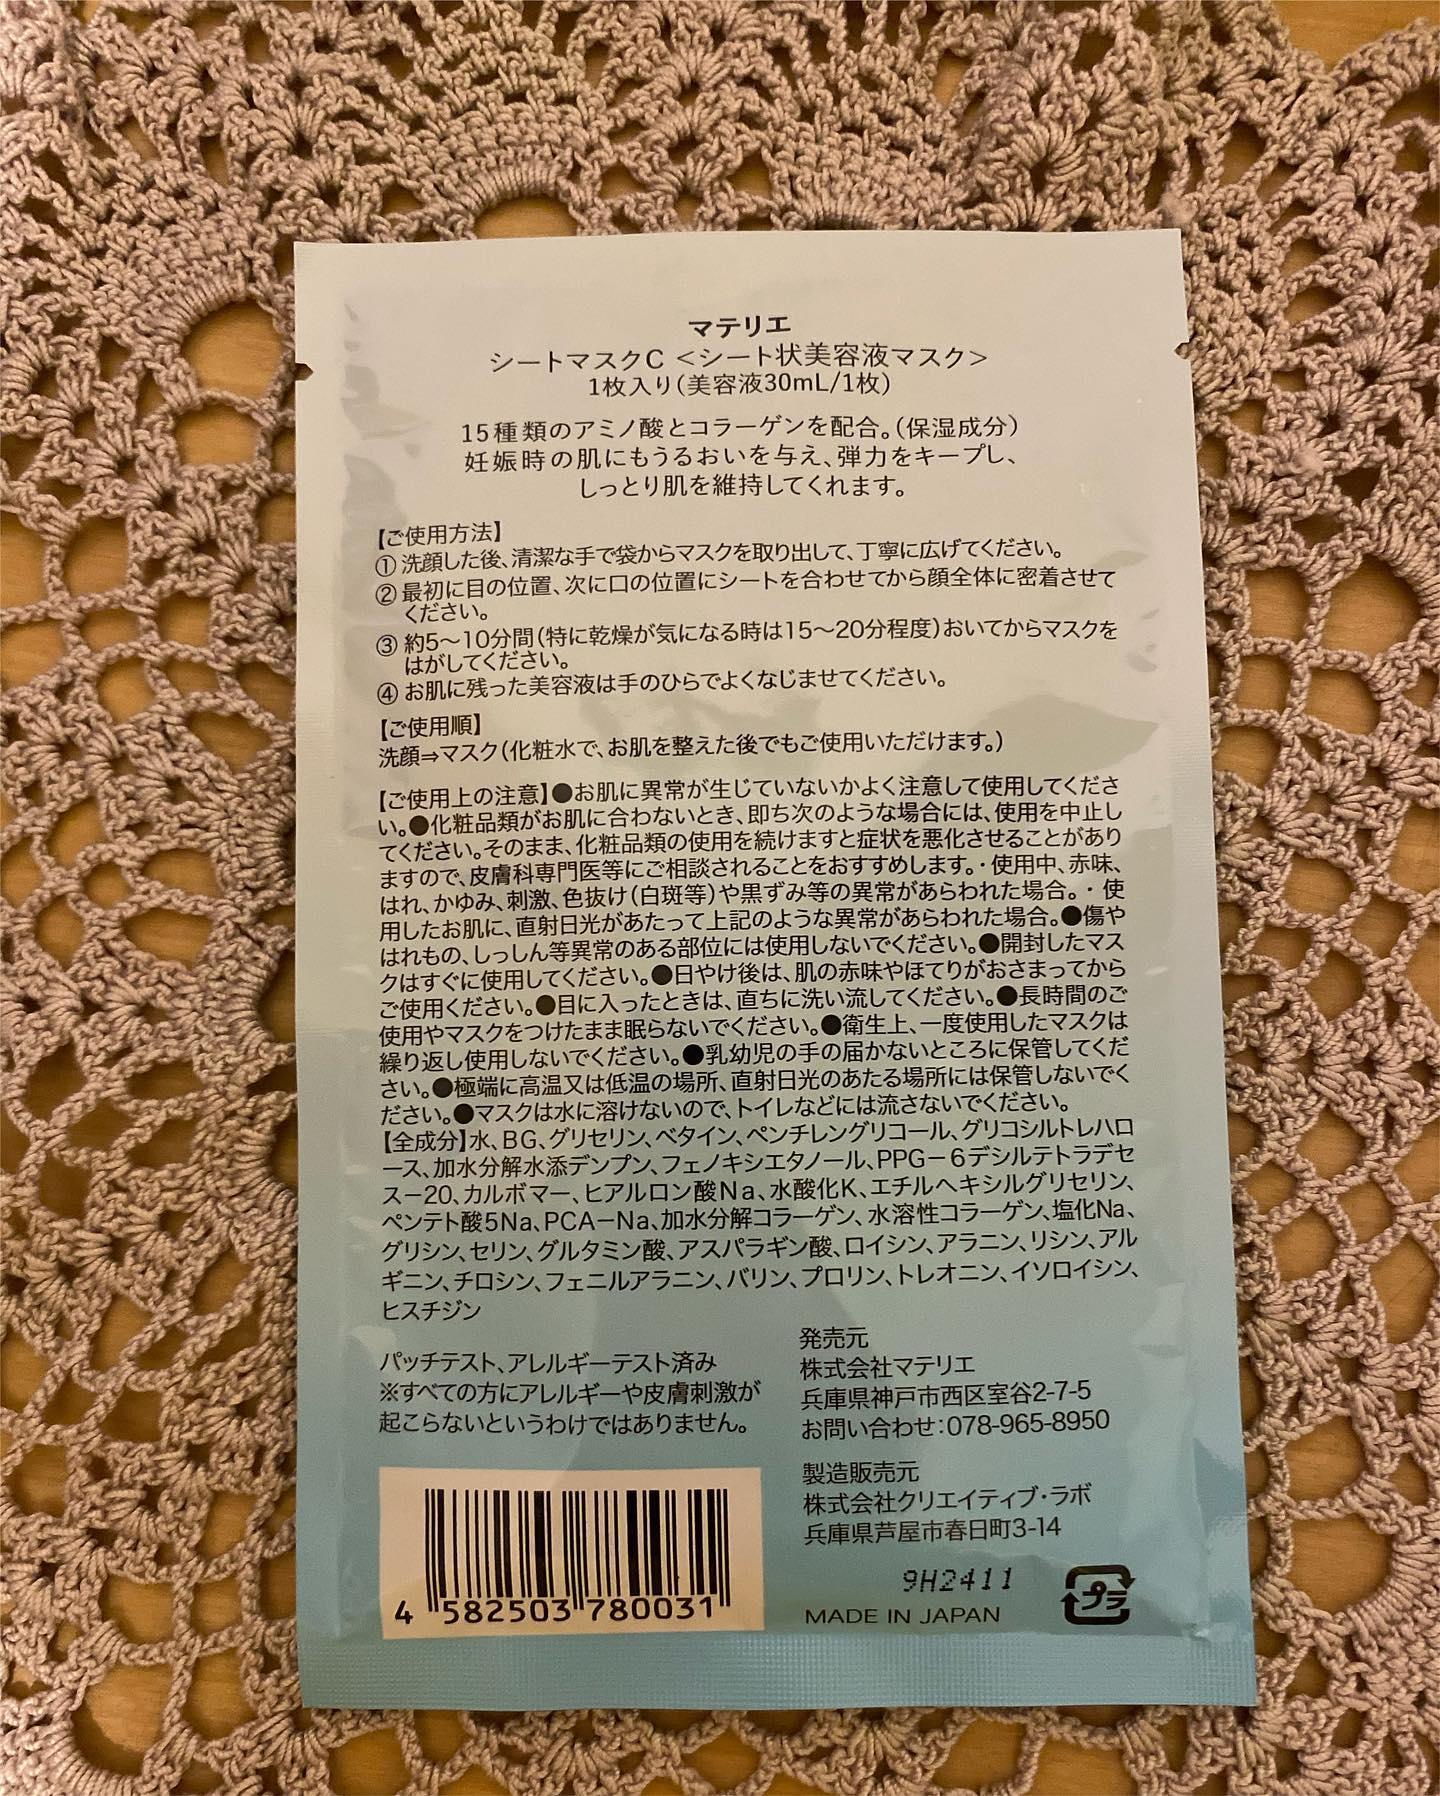 マテリエ
シートマスクC <シート状美容液マスク>
1枚入り(美容液30mL/1枚)
15種類のアミノ酸とコラーゲンを配合。(保湿成分)
妊娠時の肌にもうるおいを与え、弾力をキープし、
しっとり肌を維持してくれます。
【ご使用方法】
① 洗顔した後、清潔な手で袋からマスクを取り出して、丁寧に広げてください。
② 最初に目の位置、次に口の位置にシートを合わせてから顔全体に密着させて
ください。
③ 約5〜10分間(特に乾燥が気になる時は15〜20分程度)おいてからマスクを
はがしてください。
④ お肌に残った美容液は手のひらでよくなじませてください。
【ご使用順】
洗顔⇒マスク(化粧水で、お肌を整えた後でもご使用いただけます。)
【ご使用上の注意】●お肌に異常が生じていないかよく注意して使用してくださ
い。●化粧品類がお肌に合わないとき、即ち次のような場合には、使用を中止し
てください。そのまま、化粧品類の使用を続けますと症状を悪化させることがあり
ますので、皮膚科専門医等にご相談されることをおすすめします。・使用中、赤味、
はれ、かゆみ、刺激、色抜け(白斑等)や黒ずみ等の異常があらわれた場合。・使
用したお肌に、直射日光があたって上記のような異常があらわれた場合。●傷や
はれもの、しっしん等異常のある部位には使用しないでください。●開封したマス
クはすぐに使用してください。●日やけ後は、肌の赤味やほてりがおさまってから
ご使用ください。●目に入ったときは、直ちに洗い流してください。●長時間のご
使用やマスクをつけたまま眠らないでください。●衛生上、一度使用したマスクは
繰り返し使用しないでください。●乳幼児の手の届かないところに保管してくだ
さい。●極端に高温又は低温の場所、直射日光のあたる場所には保管しないでく
ださい。●マスクは水に溶けないので、トイレなどには流さないでください。
【全成分】水、BG、グリセリン、ベタイン、ペンチレングリコール、グリコシルトレハロ
ース、加水分解水添デンプン、フェノキシエタノール、PPG−6デシルテトラデセ
ス−20、カルボマー、ヒアルロン酸Na、水酸化K、エチルヘキシルグリセリン、
ペンテト酸5Na、PCA−Na、加水分解コラーゲン、水溶性コラーゲン、塩化Na、
グリシン、セリン、グルタミン酸、アスパラギン酸、ロイシン、アラニン、リシン、アル
ギニン、チロシン、フェニルアラニン、バリン、プロリン、トレオニン、イソロイシン、
ヒスチジン
パッチテスト、アレルギーテスト済み
※すべての方にアレルギーや皮膚刺激が
起こらないというわけではありません。
発売元
株式会社マテリエ
兵庫県神戸市西区室谷2-7-5
お問い合わせ:078-965-8950
製造販売元
株式会社クリエイティブ・ラボ
兵庫県芦屋市春日町3-14
9H2411
MADE IN JAPAN
プラ
4 582503 780031